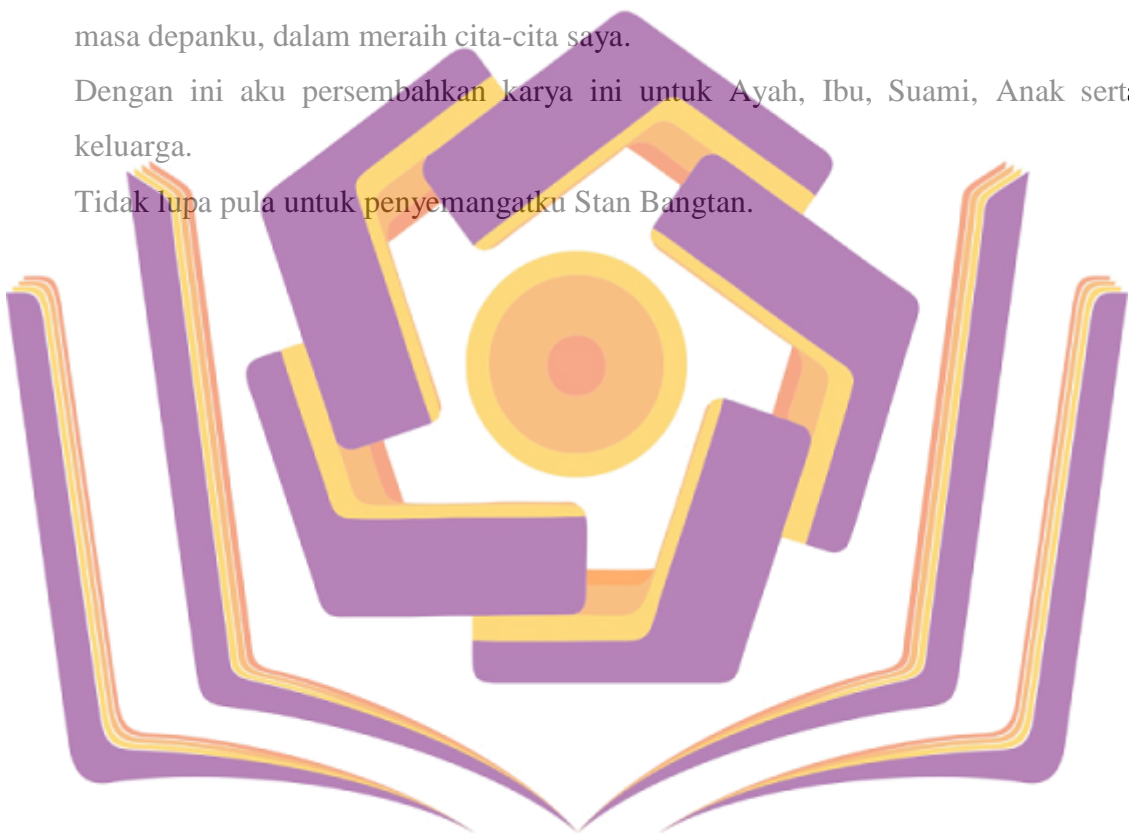 masa depanku, dalam meraih cita-cita saya.
Dengan ini aku persembahkan karya ini untuk Ayah, Ibu, Suami, Anak serta
keluarga.
Tidak lupa pula untuk penyemangatku Stan Bangtan.